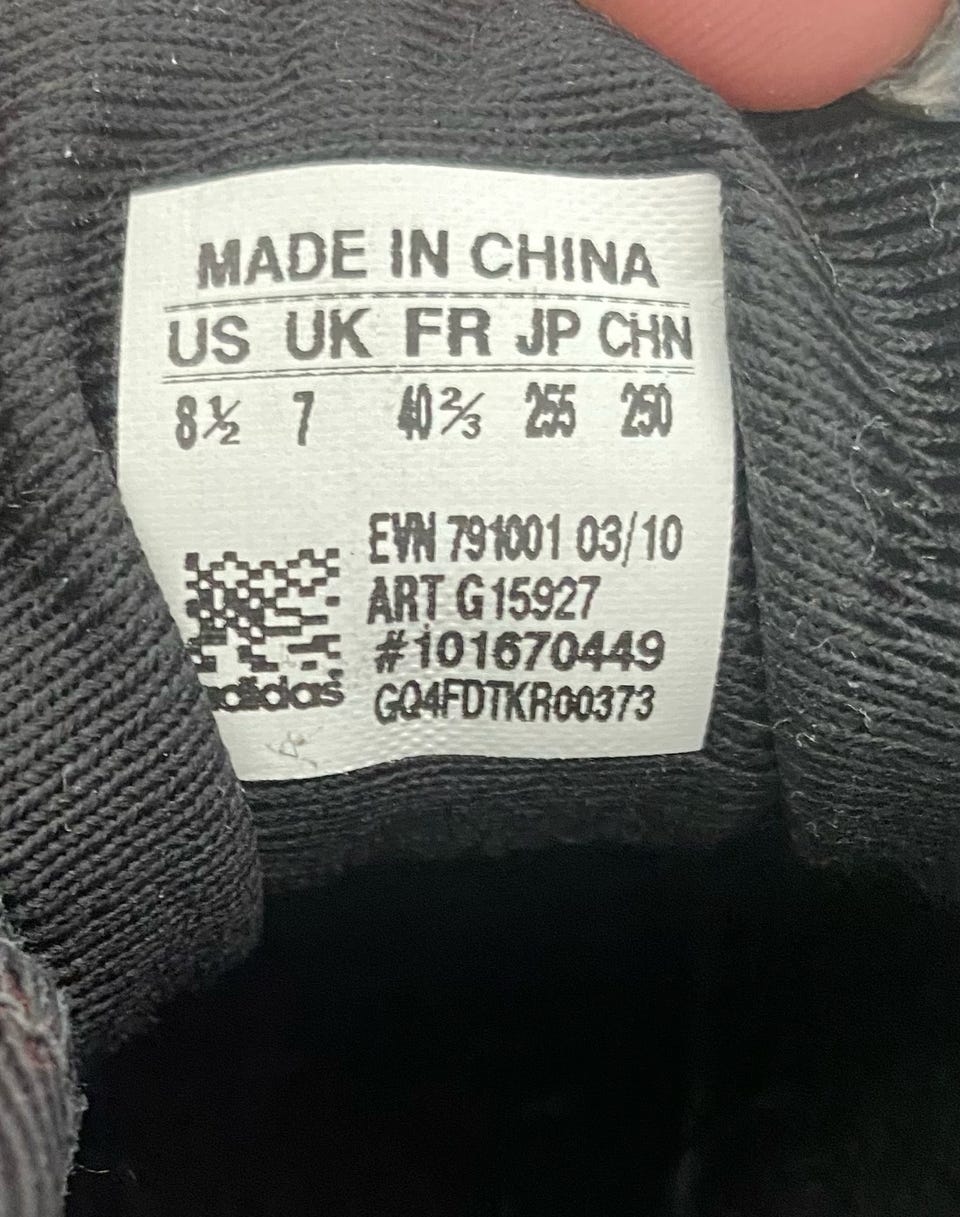 MADE IN CHINA
US UK FR JP CHN
8½ 7 40⅔ 255 250
EVN 791001 03/10
ART G15927
#101670449
adidas
GQ4FDTKR00373